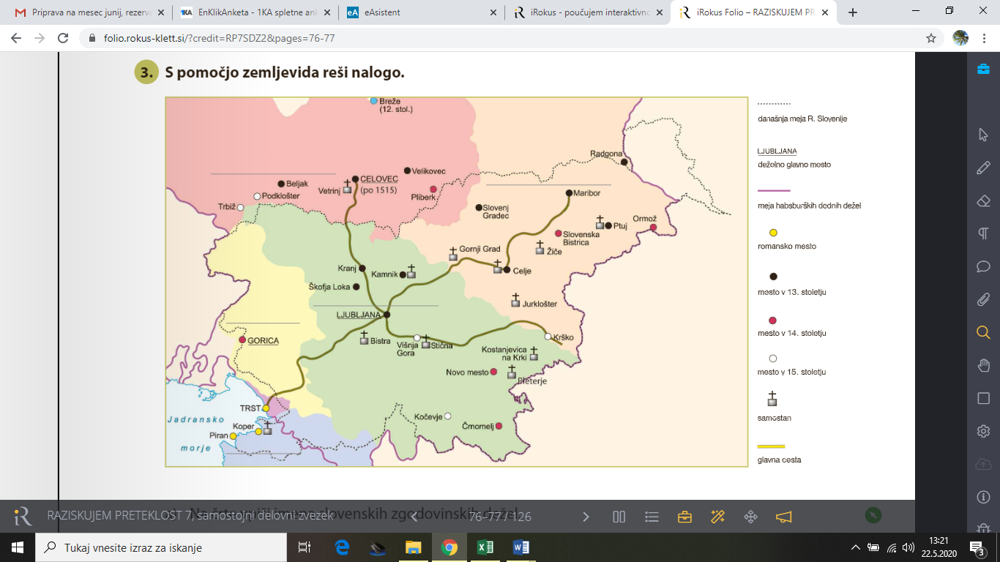 Priprava na mesec junij, rezerva
EnKlikAnketa - 1KA spletne ank
eAsistent
iRokus - poučujem interaktivno
iRokus Folio – RAZISKUJEM PR
folio.rokus-klett.si/?credit=RP7SDZ2&pages=76-77
3. S pomočjo zemljevida reši nalogo.
Breže
(12. stol.)
Radgona
Velikovec
CELOVEC
(po 1515)
Beljak
Vetrinj
Podklošter
Pliberk
Maribor
Trbiž
Slovenj
Gradec
Ormož
Ptuj
Slovenska
Bistrica
Gornji Grad
Žiče
Kranj
Kamnik
Celje
Škofja Loka
Jurklošter
LJUBLJANA
GORICA
Bistra
Višnja
Gora
Stična
Krško
Kostanjevica
na Krki
Novo mesto
Pleterje
TRST
Jadransko
morje
Koper
Piran
Kočevje
Črnomelj
današnja meja R. Slovenije
LJUBLJANA
deželno glavno mesto
meja habsburških dednih dežel
romansko mesto
mesto v 13. stoletju
mesto v 14. stoletju
mesto v 15. stoletju
samostan
glavna cesta
Na črte vpiši imena slovenskih zgodovinskih dežel.
RAZISKUJEM PRETEKLOST 7, samostojni delovni zvezek
76-77 / 126
Tukaj vnesite izraz za iskanje
13:21
22.5.2020
3